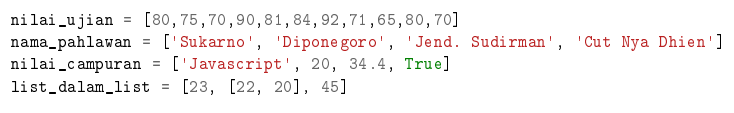 nilai_ujian = [80,75,70,90,81,84,92,71,65,80,70]
nama_pahlawan = ['Sukarno', 'Diponegoro', 'Jend. Sudirman', 'Cut Nya Dhien']
nilai_campuran = ['Javascript', 20, 34.4, True]
list_dalam_list = [23, [22, 20], 45]